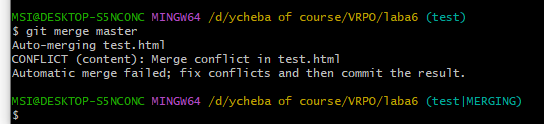 MSI@DESKTOP-S5NCONC MINGW64 /d/ycheba of course/VRPO/laba6 (test)
$ git merge master
Auto-merging test.html
CONFLICT (content): Merge conflict in test.html
Automatic merge failed; fix conflicts and then commit the result.
MSI@DESKTOP-S5NCONC MINGW64 /d/ycheba of course/VRPO/laba6 (test|MERGING)
$